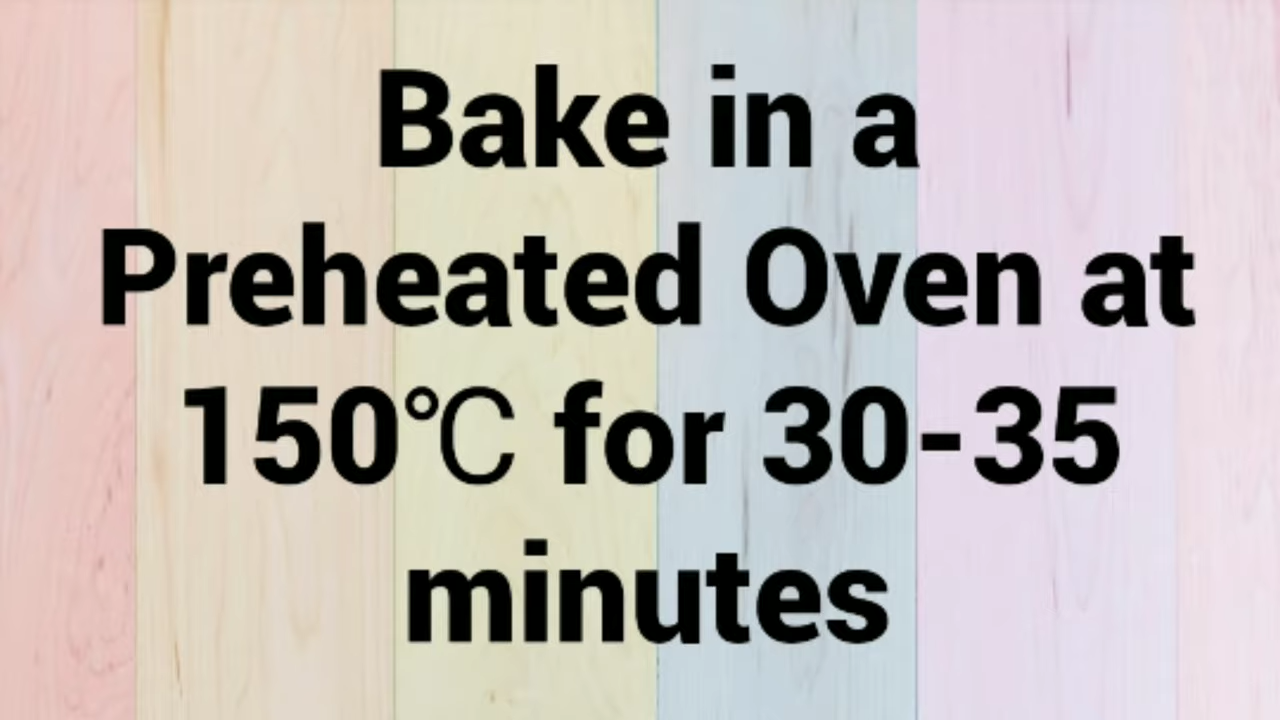 Bake in a
Preheated Oven at
150℃ for 30-35
minutes